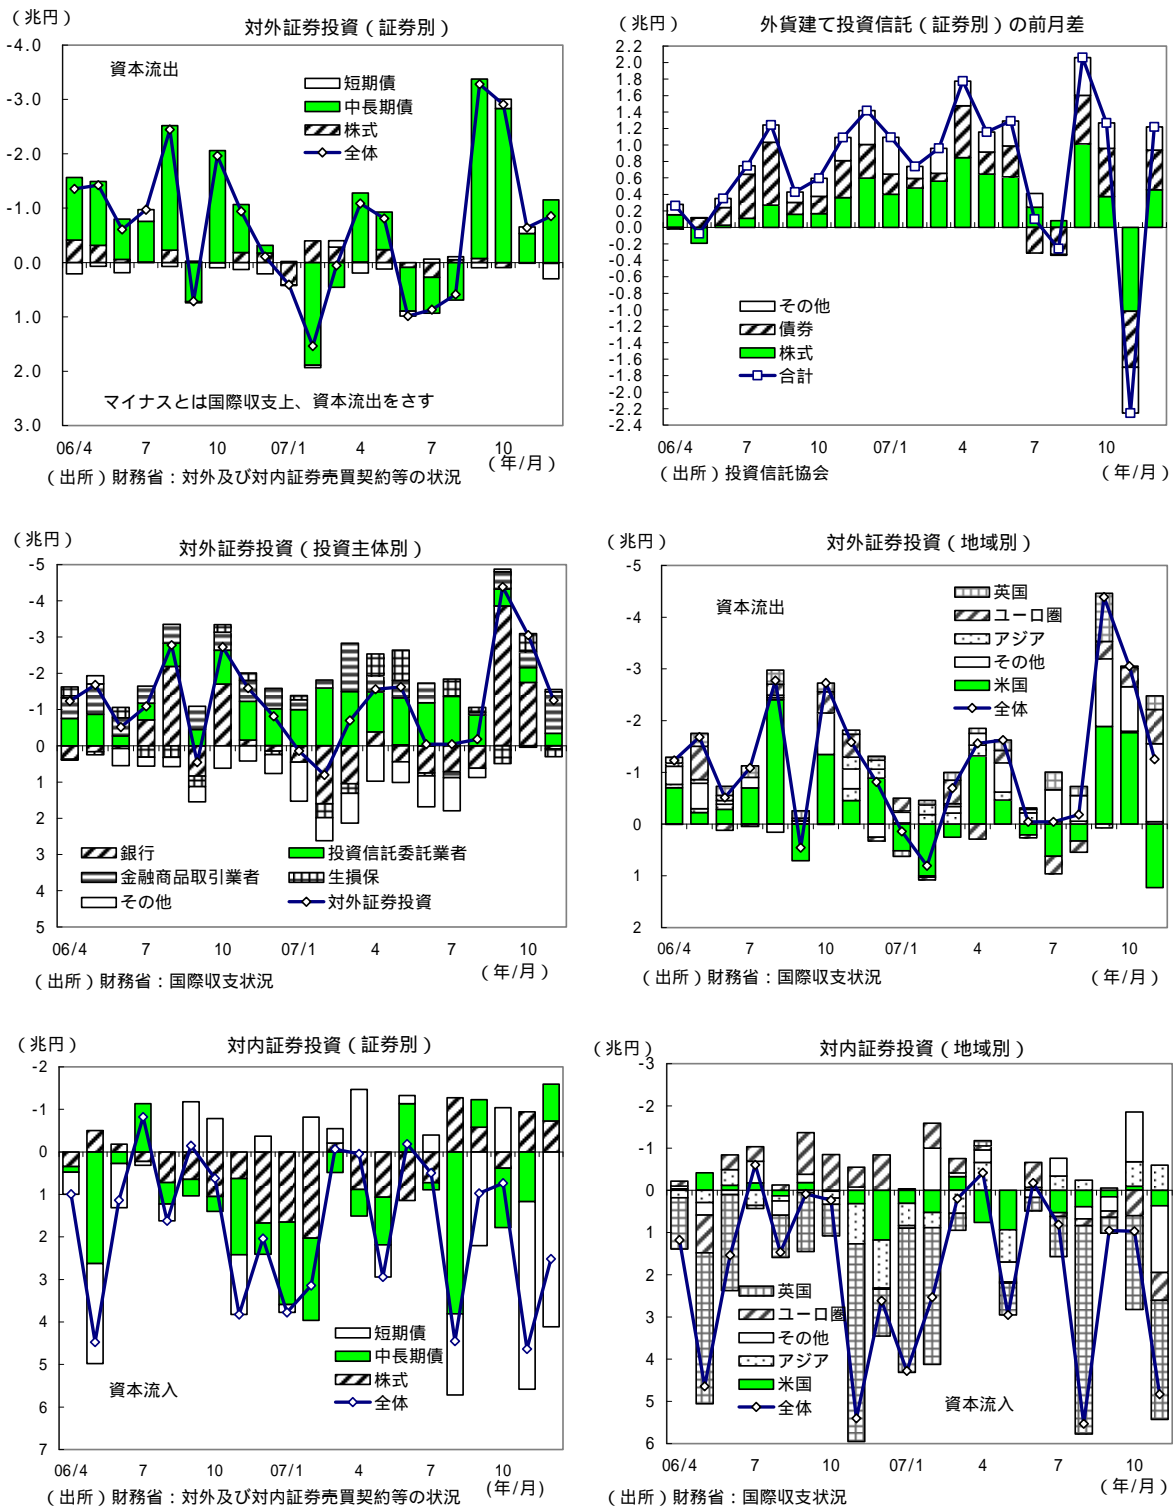 （兆円）
対外証券投資（証券別）
-4.0
-3.0
-2.0
-1.0
0.0
1.0
2.0
3.0
資本流出
短期債
中長期債
株式
全体
マイナスとは国際収支上、資本流出をさす
06/4 7 10 07/1 4 7 10
（年/月）
（出所）財務省：対外及び対内証券売買契約等の状況
（兆円）
外貨建て投資信託（証券別）の前月差
2.2
2.0
1.8
1.6
1.4
1.2
1.0
0.8
0.6
0.4
0.2
0.0
-0.2
-0.4
-0.6
-0.8
-1.0
-1.2
-1.4
-1.6
-1.8
-2.0
-2.2
-2.4
その他
債券
株式
合計
06/4 7 10 07/1 4 7 10
（出所）投資信託協会
（年/月）
（兆円）
対外証券投資（投資主体別）
-5
-4
-3
-2
-1
0
1
2
3
4
5
銀行
投資信託委託業者
金融商品取引業者
生損保
その他
対外証券投資
06/4 7 10 07/1 4 7 10
（年/月）
（出所）財務省：国際収支状況
（兆円）
対外証券投資（地域別）
-5
-4
-3
-2
-1
0
1
2
資本流出
英国
ユーロ圏
アジア
その他
米国
全体
06/4 7 10 07/1 4 7 10
（年/月）
（出所）財務省：国際収支状況
（兆円）
対内証券投資（証券別）
-2
-1
0
1
2
3
4
5
6
7
短期債
中長期債
株式
全体
資本流入
06/4 7 10 07/1 4 7 10
(年/月)
（出所）財務省：対外及び対内証券売買契約等の状況
（兆円）
対内証券投資（地域別）
-3
-2
-1
0
1
2
3
4
5
6
英国
ユーロ圏
その他
アジア
米国
全体
資本流入
06/4 7 10 07/1 4 7 10
（年/月）
（出所）財務省：国際収支状況